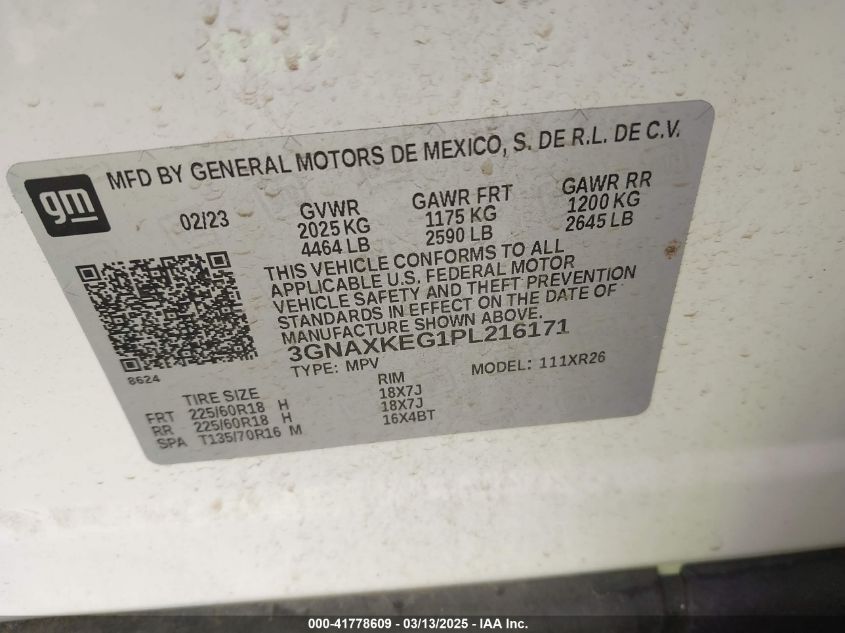 MFD BY GENERAL MOTORS DE MEXICO, S. DE R.L. DE C.V.
gm
02/23
GVWR
2025 KG
4464 LB
GAWR FRT
1175 KG
2590 LB
GAWR RR
1200 KG
2645 LB
THIS VEHICLE CONFORMS TO ALL
APPLICABLE U.S. FEDERAL MOTOR
VEHICLE SAFETY AND THEFT PREVENTION
STANDARDS IN EFFECT ON THE DATE OF
MANUFACTURE SHOWN ABOVE.
3GNAXKEG1PL216171
TYPE: MPV
MODEL: 111XR26
8624
TIRE SIZE
RIM
FRT 225/60R18 H 18X7J
RR 225/60R18 H 18X7J
SPA T135/70R16 M 16X4BT
000-41778609 - 03/13/2025 - IAA Inc.